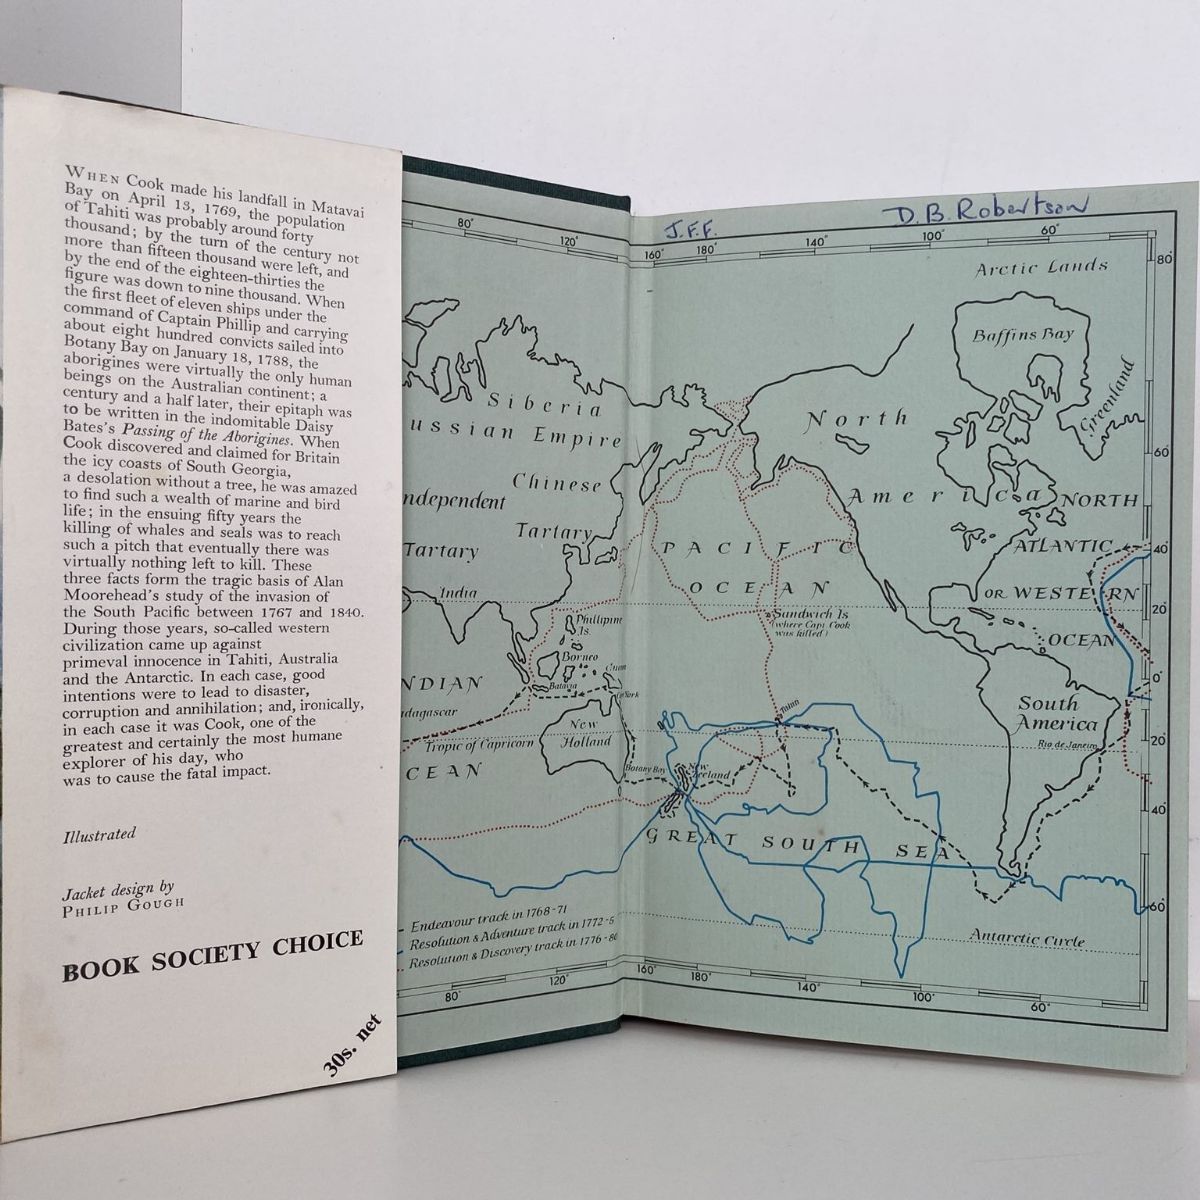 WHEN Cook made his landfall in Matavai
Bay on April 13, 1769, the population
of Tahiti was probably around forty
thousand; by the turn of the century not
more than fifteen thousand were left, and
by the end of the eighteen-thirties the
figure was down to nine thousand. When
the first fleet of eleven ships under the
command of Captain Phillip and carrying
about eight hundred convicts sailed into
Botany Bay on January 18, 1788, the
aborigines were virtually the only human
beings on the Australian continent; a
century and a half later, their epitaph was
to be written in the indomitable Daisy
Bates's Passing of the Aborigines. When
Cook discovered and claimed for Britain
the icy coasts of South Georgia,
a desolation without a tree, he was amazed
to find such a wealth of marine and bird
life; in the ensuing fifty years the
killing of whales and seals was to reach
such a pitch that eventually there was
virtually nothing left to kill. These
three facts form the tragic basis of Alan
Moorehead's study of the invasion of
the South Pacific between 1767 and 1840.
During those years, so-called western
civilization came up against
primeval innocence in Tahiti, Australia
and the Antarctic. In each case, good
intentions were to lead to disaster,
corruption and annihilation; and, ironically,
in each case it was Cook, one of the
greatest and certainly the most humane
explorer of his day, who
was to cause the fatal impact.
Illustrated
Jacket design by
PHILIP GOUGH
BOOK SOCIETY CHOICE
30s. net
J.F.F.
D.B. Robertson
80° 120° 160° 180° 140° 100° 60°
80°
Arctic Lands
Baffins Bay
Greenland
Siberia
ussian Empire
North
60
Chinese
ndependent
America
NORTH
Tartary
Tartary
PACIFIC
ATLANTIC
40
India
OCEAN
OR WESTERN
20
Phillipine
Is.
Sandwich Is
(where Capt Cook
was killed)
OCEAN
Borneo
NDIAN
Batavia
0°
adagascar
New
Holland
South
America
Tropic of Capricorn
Rio de Janeiro
20
CEAN
Botany Bay
40
GREAT SOUTH SEA
60
Endeavour track in 1768-71
Resolution & Adventure track in 1772-5
Resolution & Discovery track in 1776-80
Antarctic Circle
80° 120° 160° 180° 140° 100° 60°